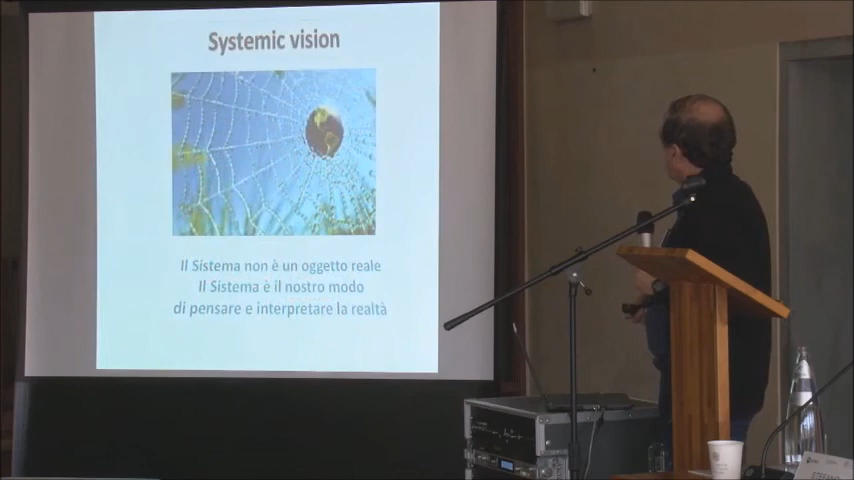 Systemic vision
Il Sistema non è un oggetto reale
Il Sistema è il nostro modo
di pensare e interpretare la realtà